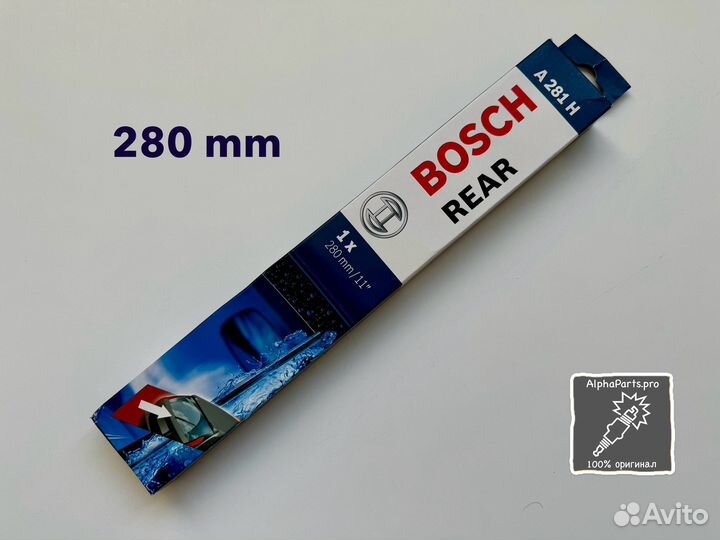 280 mm
A 281 H
BOSCH
REAR
1 x
280 mm/11"
AlphaParts.pro
100% оригинал
Avito